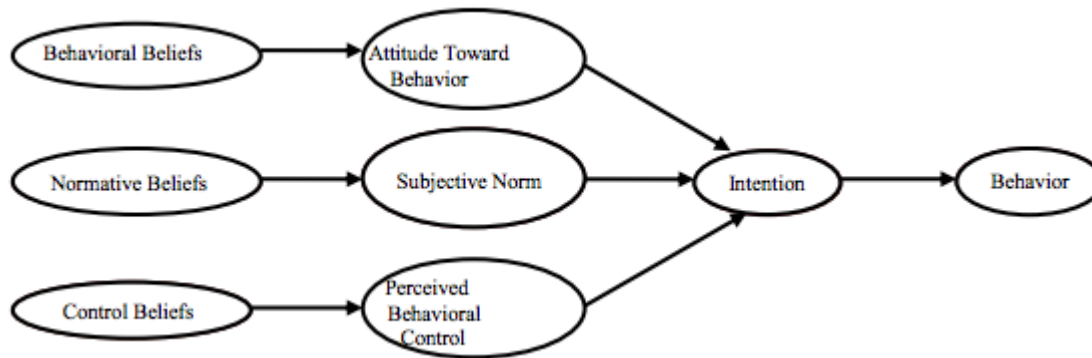 Behavioral Beliefs
Attitude Toward
Behavior
Normative Beliefs
Subjective Norm
Intention
Behavior
Control Beliefs
Perceived
Behavioral
Control